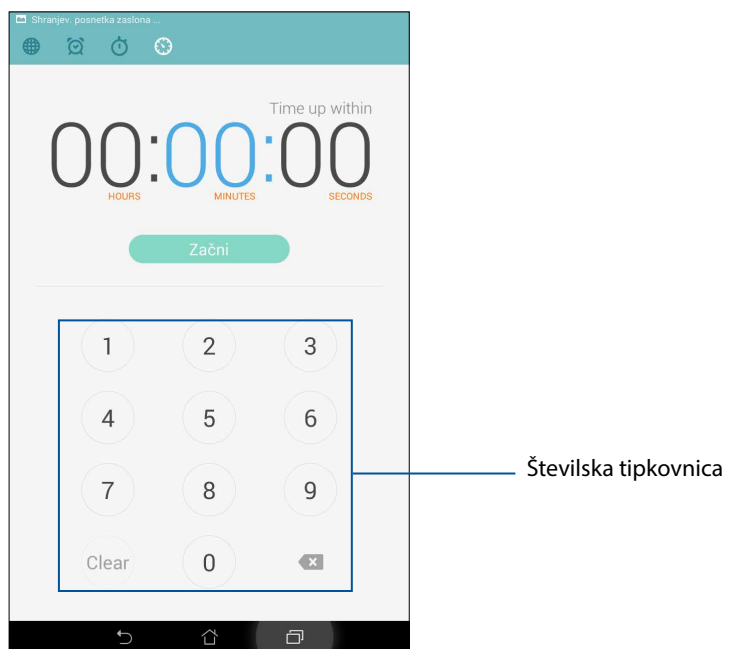 Shranjev. posnetka zaslona ...
Time up within
00:00:00
HOURS MINUTES SECONDS
Začni
1 2 3
4 5 6
Številska tipkovnica
7 8 9
Clear 0